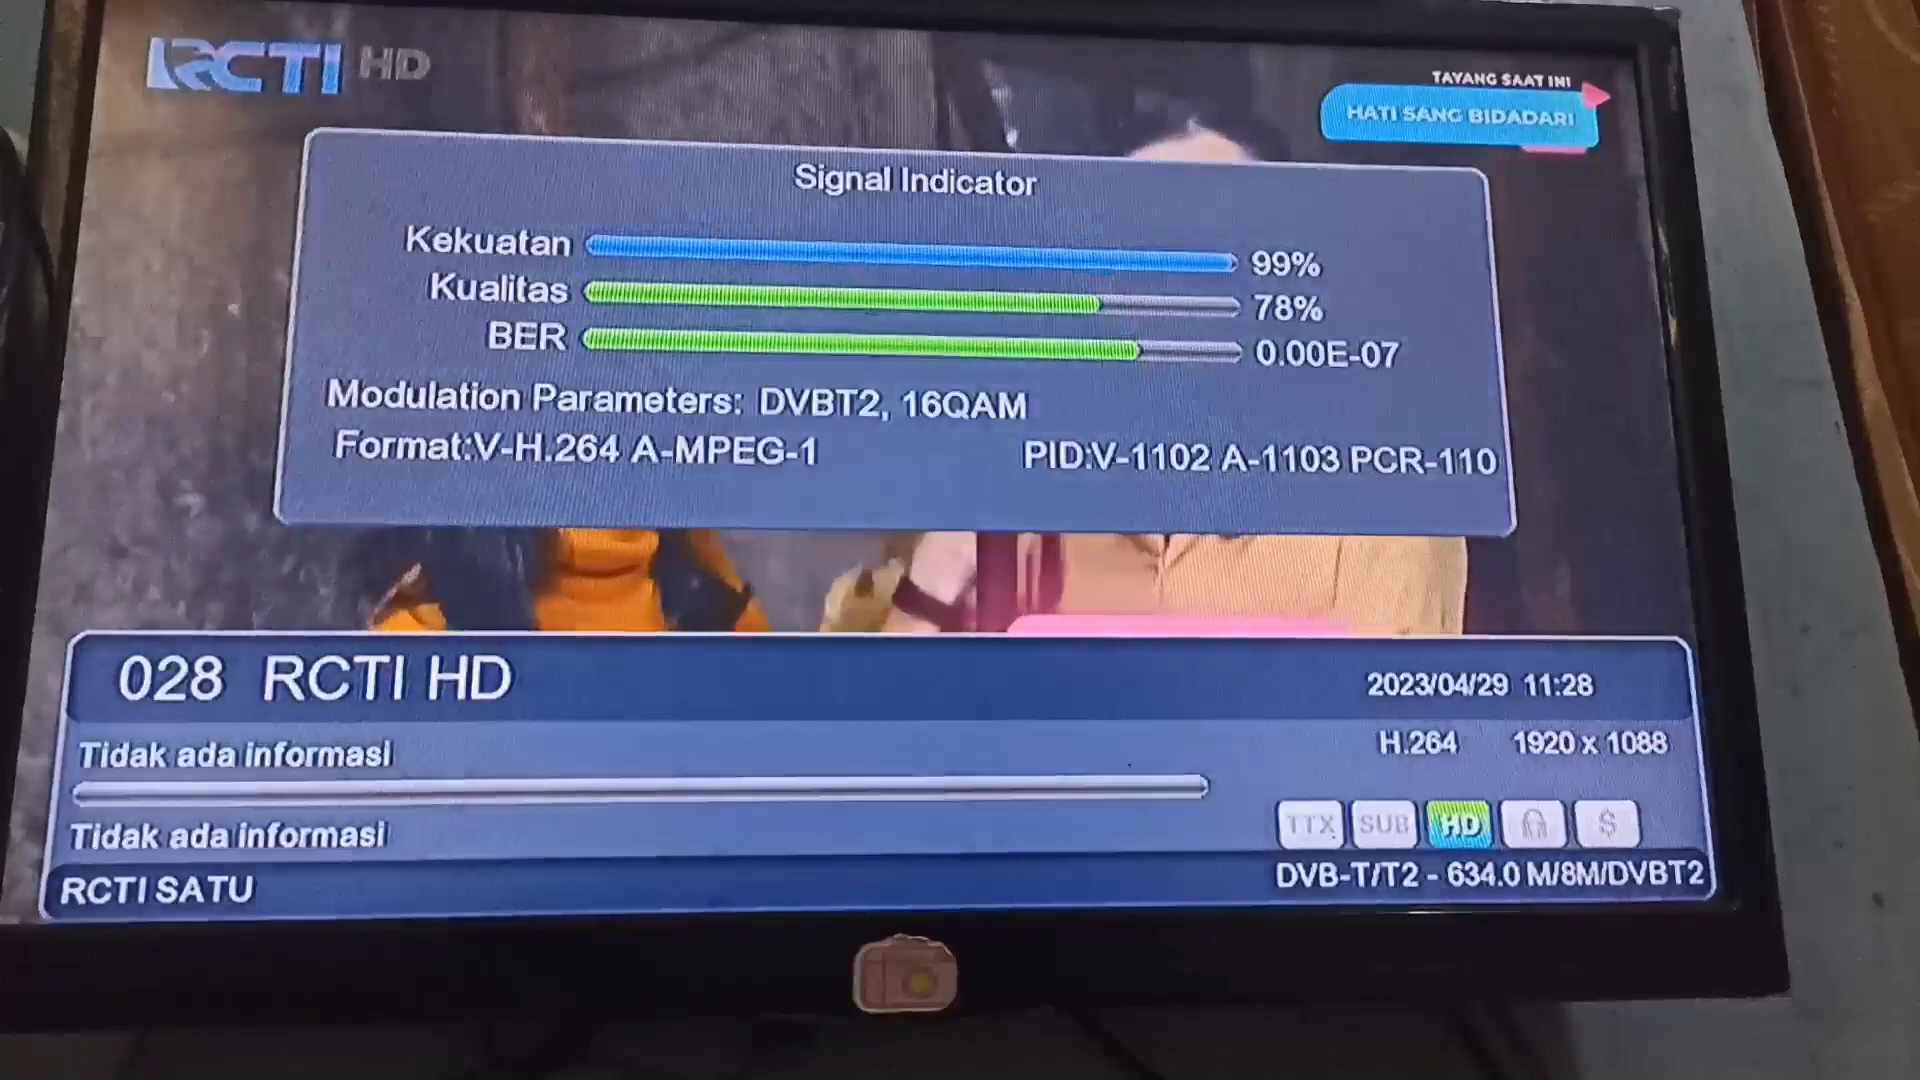 RCTI HD
TAYANG SAAT INI
HATI SANG BIDADARI
Signal Indicator
Kekuatan 99%
Kualitas 78%
BER 0.00E-07
Modulation Parameters: DVBT2, 16QAM
Format:V-H.264 A-MPEG-1 PID:V-1102 A-1103 PCR-110
028 RCTI HD 2023/04/29 11:28
Tidak ada informasi H.264 1920 x 1088
Tidak ada informasi TTX SUB HD $
RCTI SATU DVB-T/T2 - 634.0 M/8M/DVBT2